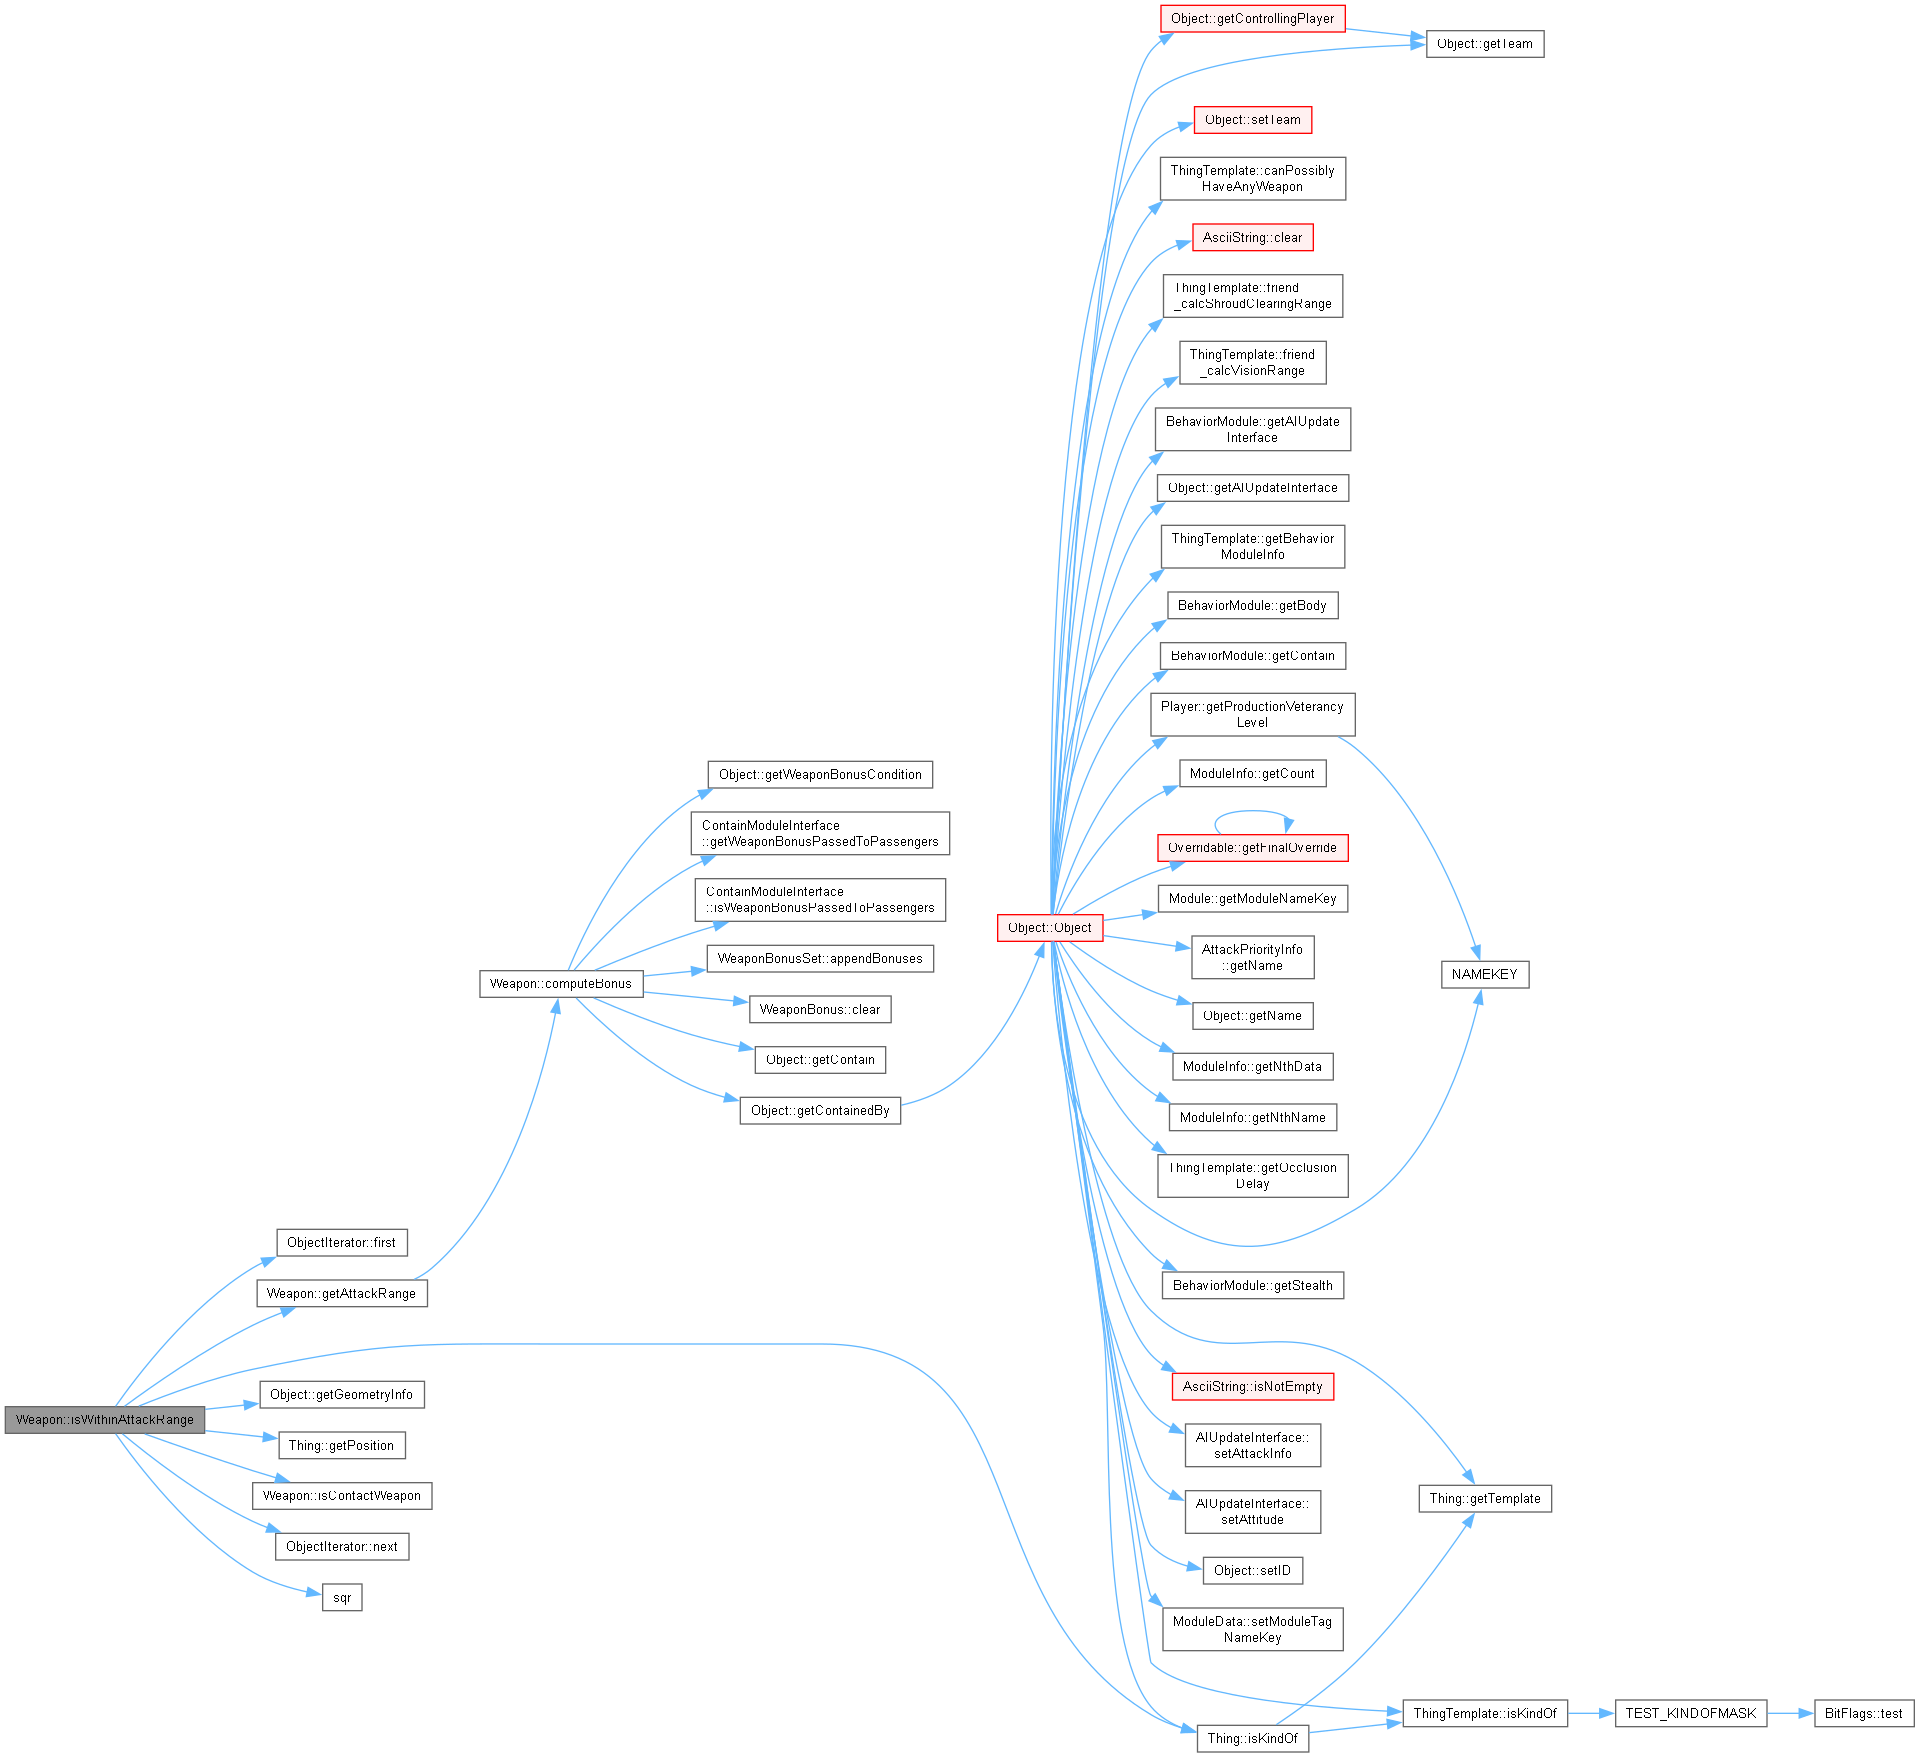 Object::getControllingPlayer
Object::getTeam
Object::setTeam
ThingTemplate::canPossibly
HaveAnyWeapon
AsciiString::clear
ThingTemplate::friend
_calcShroudClearingRange
ThingTemplate::friend
_calcVisionRange
BehaviorModule::getAIUpdate
Interface
Object::getAIUpdateInterface
ThingTemplate::getBehavior
ModuleInfo
BehaviorModule::getBody
BehaviorModule::getContain
Player::getProductionVeterancy
Level
Object::getWeaponBonusCondition
ModuleInfo::getCount
ContainModuleInterface
::getWeaponBonusPassedToPassengers
Overridable::getFinalOverride
ContainModuleInterface
::isWeaponBonusPassedToPassengers
Module::getModuleNameKey
Object::Object
WeaponBonusSet::appendBonuses
AttackPriorityInfo
::getName
Weapon::computeBonus
NAMEKEY
WeaponBonus::clear
Object::getName
Object::getContain
ModuleInfo::getNthData
Object::getContainedBy
ModuleInfo::getNthName
ThingTemplate::getOcclusion
Delay
ObjectIterator::first
Weapon::getAttackRange
BehaviorModule::getStealth
Object::getGeometryInfo
AsciiString::isNotEmpty
Weapon::isWithinAttackRange
Thing::getPosition
AIUpdateInterface::
setAttackInfo
Weapon::isContactWeapon
AIUpdateInterface::
setAttitude
Thing::getTemplate
ObjectIterator::next
Object::setID
sqr
ModuleData::setModuleTag
NameKey
ThingTemplate::isKindOf
TEST_KINDOFMASK
BitFlags::test
Thing::isKindOf